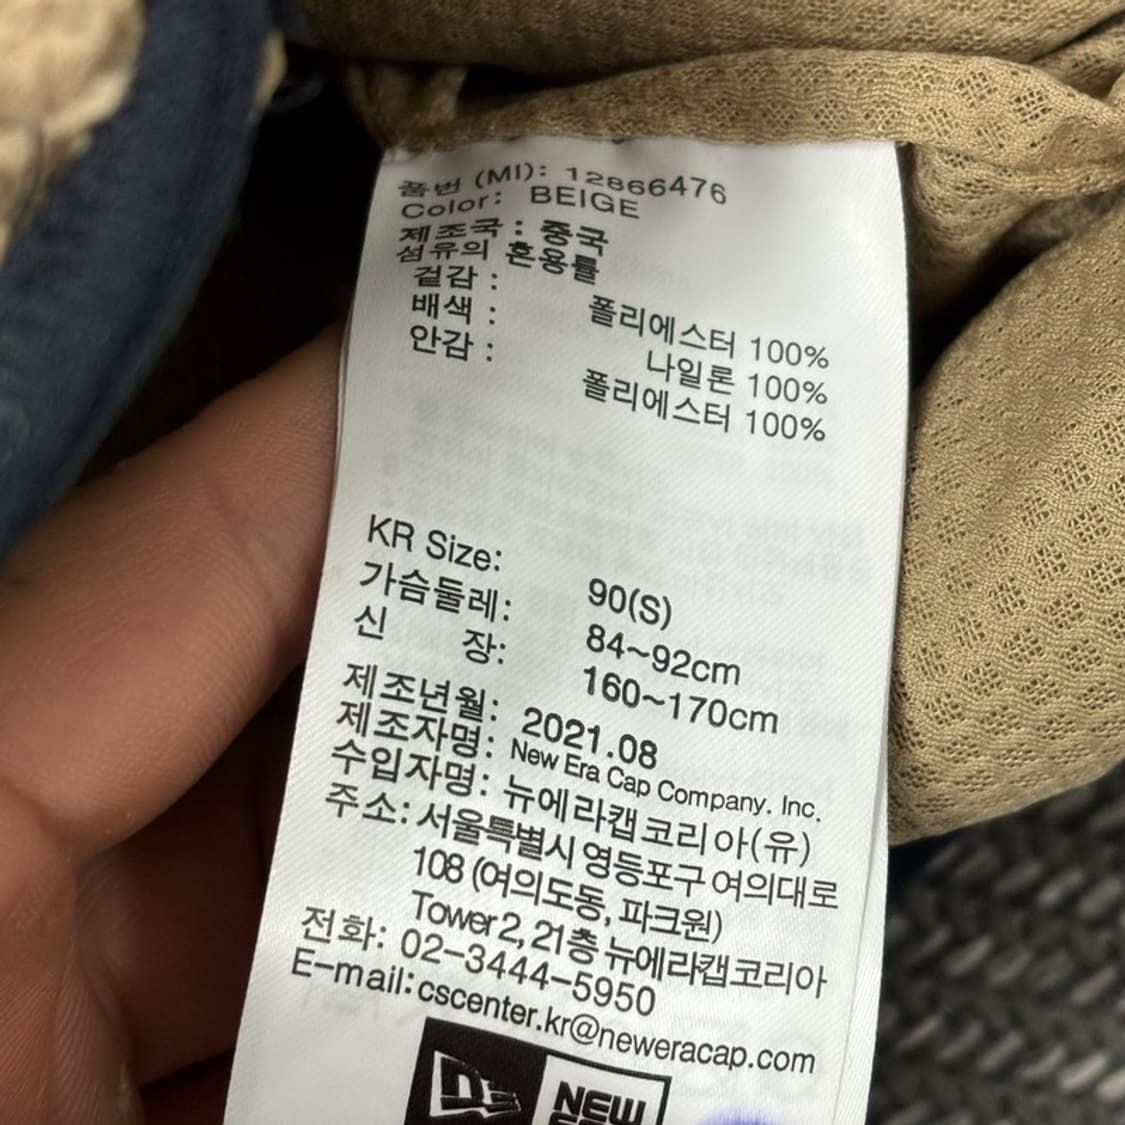 품번 (MI): 12866476
Color: BEIGE
제조국 : 중국
섬유의 혼용률
겉감 : 폴리에스터 100%
배색 : 나일론 100%
안감 : 폴리에스터 100%
KR Size: 90(S)
가슴둘레: 84~92cm
신 장: 160~170cm
제조년월: 2021.08
제조자명: New Era Cap Company. Inc.
수입자명: 뉴에라캡코리아(유)
주소: 서울특별시 영등포구 여의대로
108 (여의도동, 파크원)
Tower 2, 21층 뉴에라캡코리아
전화: 02-3444-5950
E-mail: cscenter.kr@neweracap.com
NEW